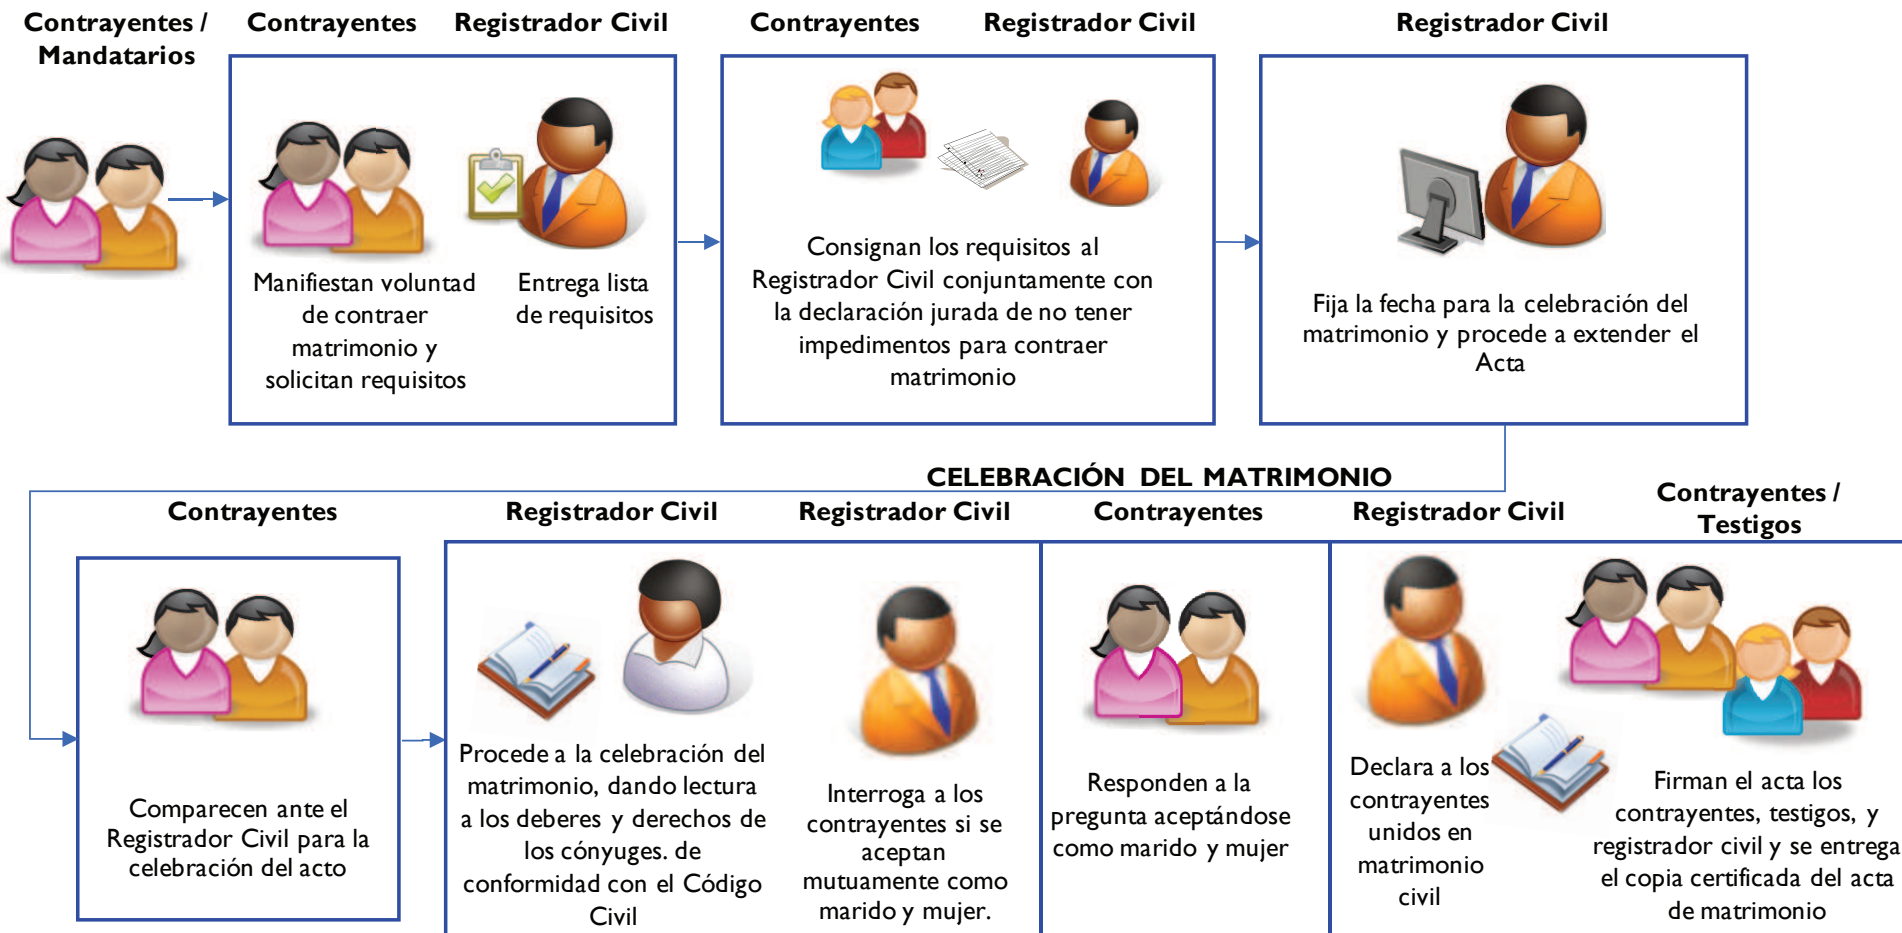 Contrayentes /
Mandatarios
Contrayentes
Registrador Civil
Manifiestan voluntad
de contraer
matrimonio y
solicitan requisitos
Entrega lista
de requisitos
Contrayentes
Registrador Civil
Consignan los requisitos al
Registrador Civil conjuntamente con
la declaración jurada de no tener
impedimentos para contraer
matrimonio
Registrador Civil
Fija la fecha para la celebración del
matrimonio y procede a extender el
Acta
CELEBRACIÓN DEL MATRIMONIO
Contrayentes
Comparecen ante el
Registrador Civil para la
celebración del acto
Registrador Civil
Procede a la celebración del
matrimonio, dando lectura
a los deberes y derechos de
los cónyuges. de
conformidad con el Código
Civil
Registrador Civil
Interroga a los
contrayentes si se
aceptan
mutuamente como
marido y mujer.
Contrayentes
Responden a la
pregunta aceptándose
como marido y mujer
Registrador Civil
Declara a los
contrayentes
unidos en
matrimonio
civil
Contrayentes /
Testigos
Firman el acta los
contrayentes, testigos, y
registrador civil y se entrega
el copia certificada del acta
de matrimonio